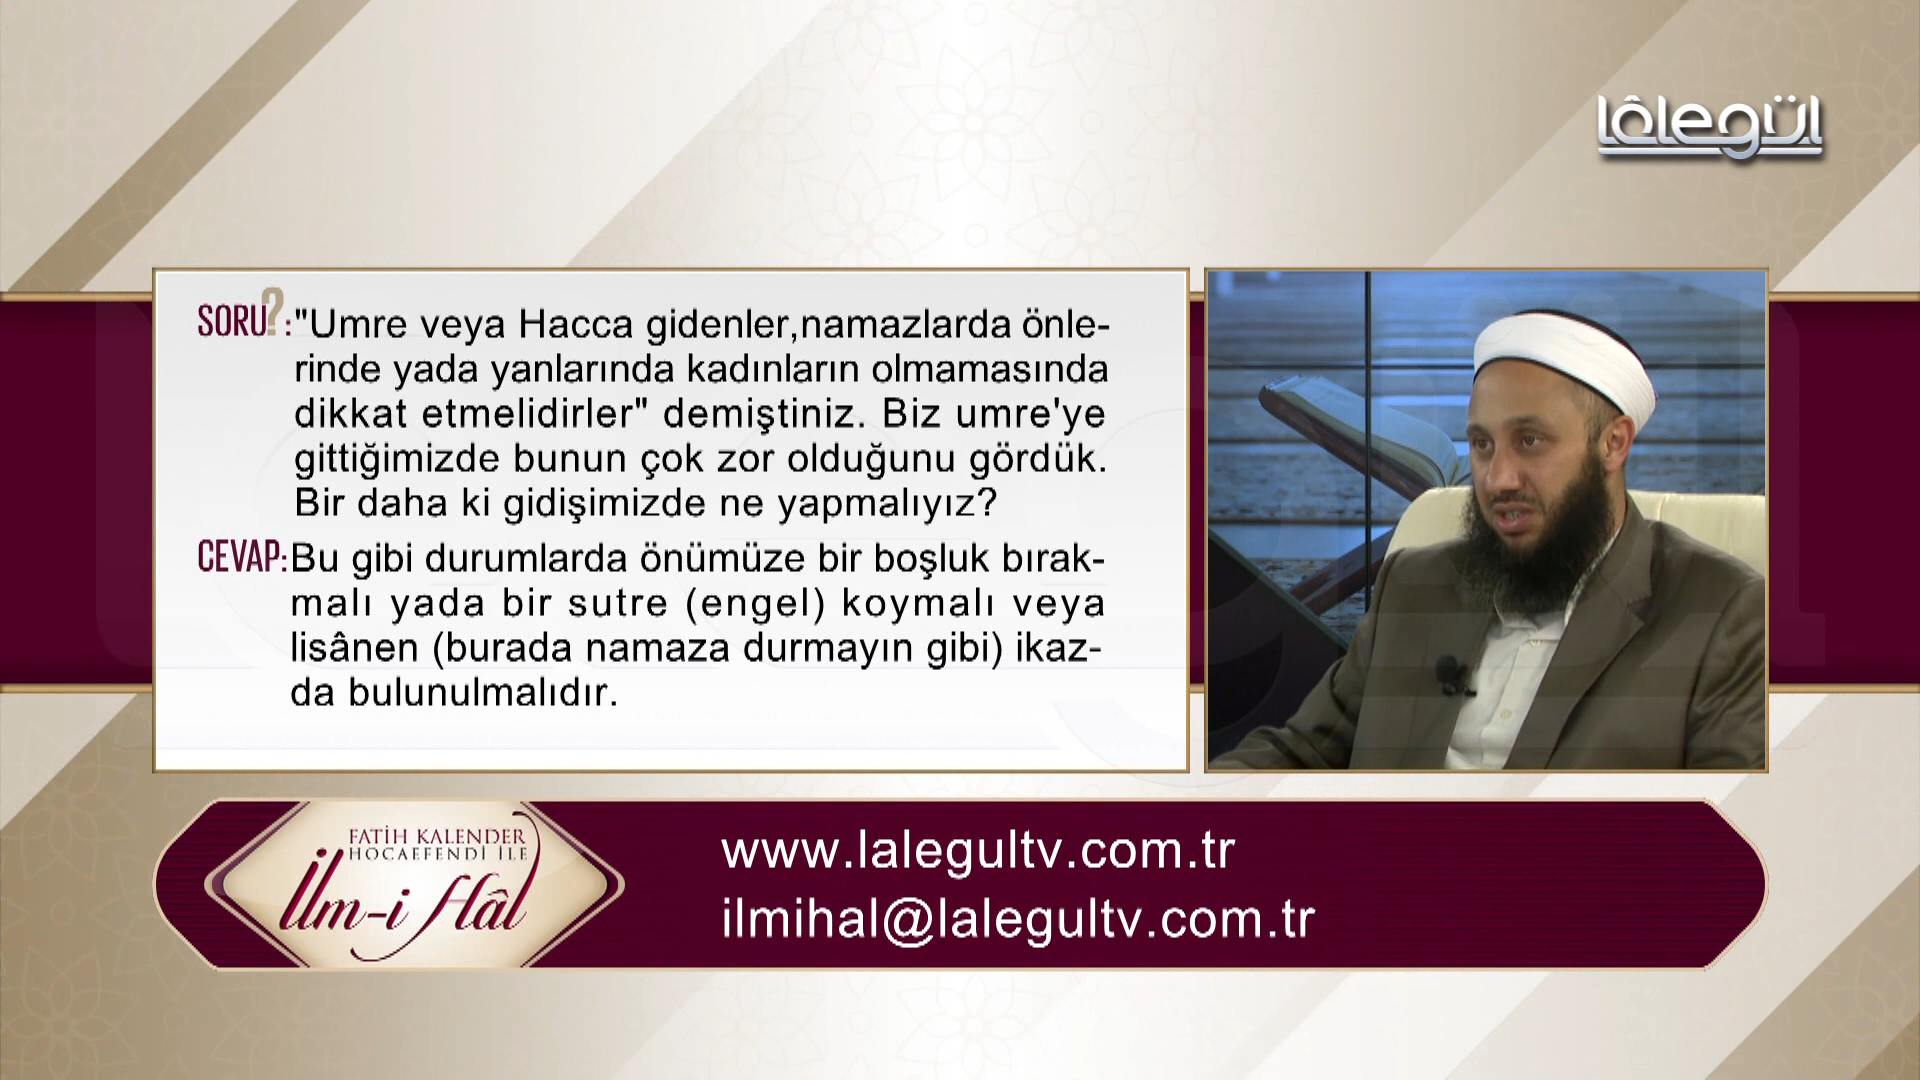 lâlegül
SORU?: "Umre veya Hacca gidenler,namazlarda önle-
rinde yada yanlarında kadınların olmamasında
dikkat etmelidirler" demiştiniz. Biz umre'ye
gittiğimizde bunun çok zor olduğunu gördük.
Bir daha ki gidişimizde ne yapmalıyız?
CEVAP: Bu gibi durumlarda önümüze bir boşluk bırak-
malı yada bir sutre (engel) koymalı veya
lisânen (burada namaza durmayın gibi) ikaz-
da bulunulmalıdır.
FATİH KALENDER
HOCAEFENDİ İLE
İlm-i Hâl
www.lalegultv.com.tr
ilmihal@lalegultv.com.tr